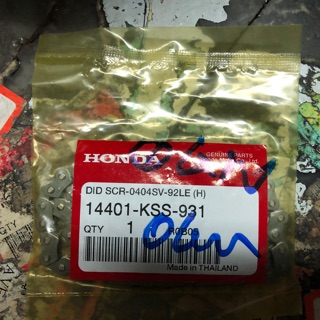 HONDA GENUINE PARTS
DID SCR-0404SV-92LE (H)
14401-KSS-931
QTY 1
Made in THAILAND